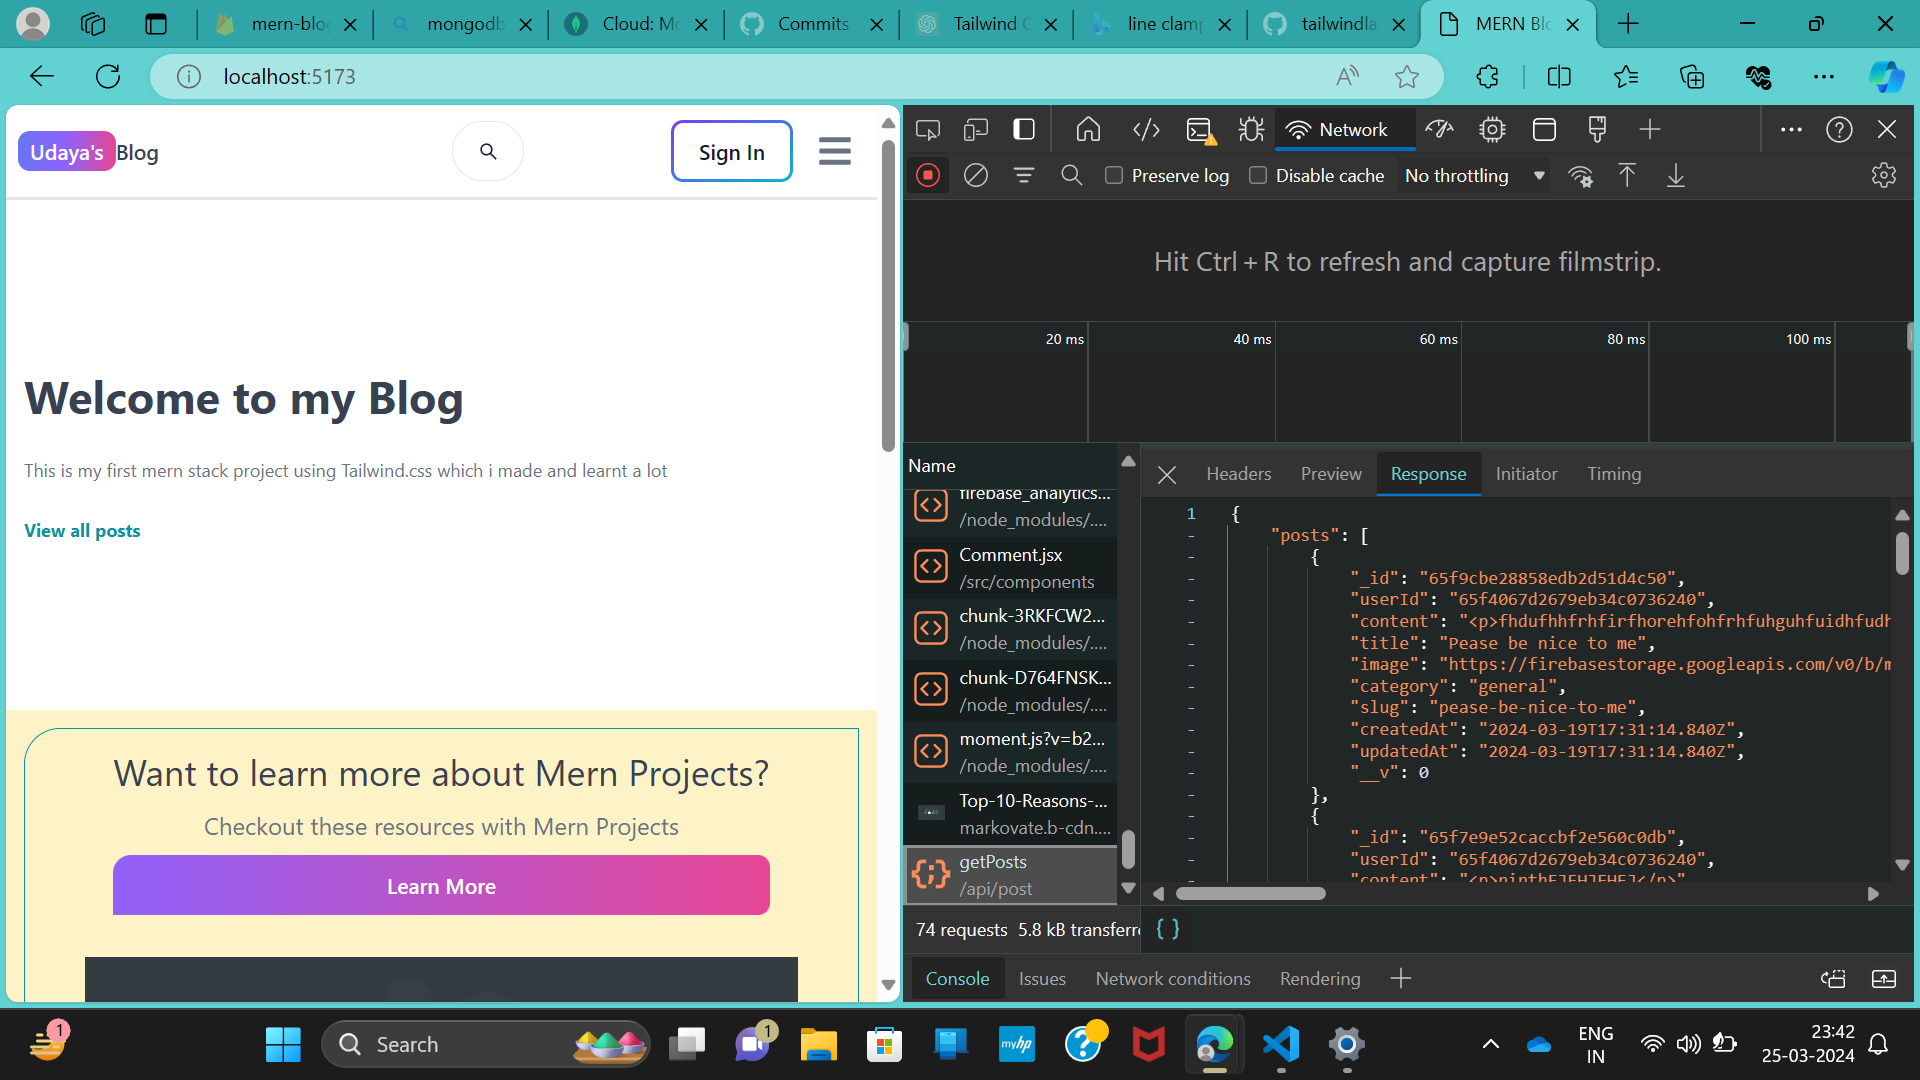 mern-blo
mongodb
Cloud: Mo
Commits
Tailwind C
line clamp
tailwindla
MERN Blo
localhost:5173
Udaya's Blog
Sign In
Welcome to my Blog
This is my first mern stack project using Tailwind.css which i made and learnt a lot
View all posts
Want to learn more about Mern Projects?
Checkout these resources with Mern Projects
Learn More
Network
Preserve log
Disable cache
No throttling
Hit Ctrl + R to refresh and capture filmstrip.
20 ms
40 ms
60 ms
80 ms
100 ms
Name
firebase_analytics...
/node_modules/....
Comment.jsx
/src/components
chunk-3RKFCW2...
/node_modules/....
chunk-D764FNSK...
/node_modules/....
moment.js?v=b2...
/node_modules/....
Top-10-Reasons-...
markovate.b-cdn....
getPosts
/api/post
74 requests 5.8 kB transferre
Headers
Preview
Response
Initiator
Timing
1 {
- "posts": [
- {
- "_id": "65f9cbe28858edb2d51d4c50",
- "userId": "65f4067d2679eb34c0736240",
- "content": "<p>fhdufhhfrhfirfhorehfohfrhfuhguhfuidhfudh
- "title": "Pease be nice to me",
- "image": "https://firebasestorage.googleapis.com/v0/b/m
- "category": "general",
- "slug": "pease-be-nice-to-me",
- "createdAt": "2024-03-19T17:31:14.840Z",
- "updatedAt": "2024-03-19T17:31:14.840Z",
- "__v": 0
- },
- {
- "_id": "65f7e9e52caccbf2e560c0db",
- "userId": "65f4067d2679eb34c0736240",
- "content":
{ }
Console
Issues
Network conditions
Rendering
1
Search
1
myhp
ENG
IN
23:42
25-03-2024